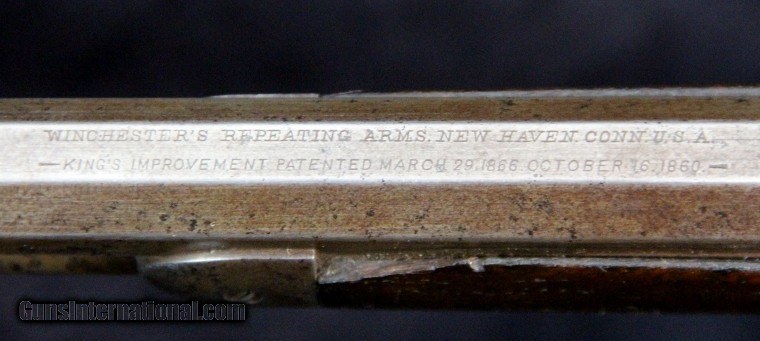 WINCHESTER'S REPEATING ARMS. NEW HAVEN. CONN. U.S.A.
—KING'S IMPROVEMENT PATENTED MARCH 29. 1866. OCTOBER 16. 1860.—
GunsInternational.com